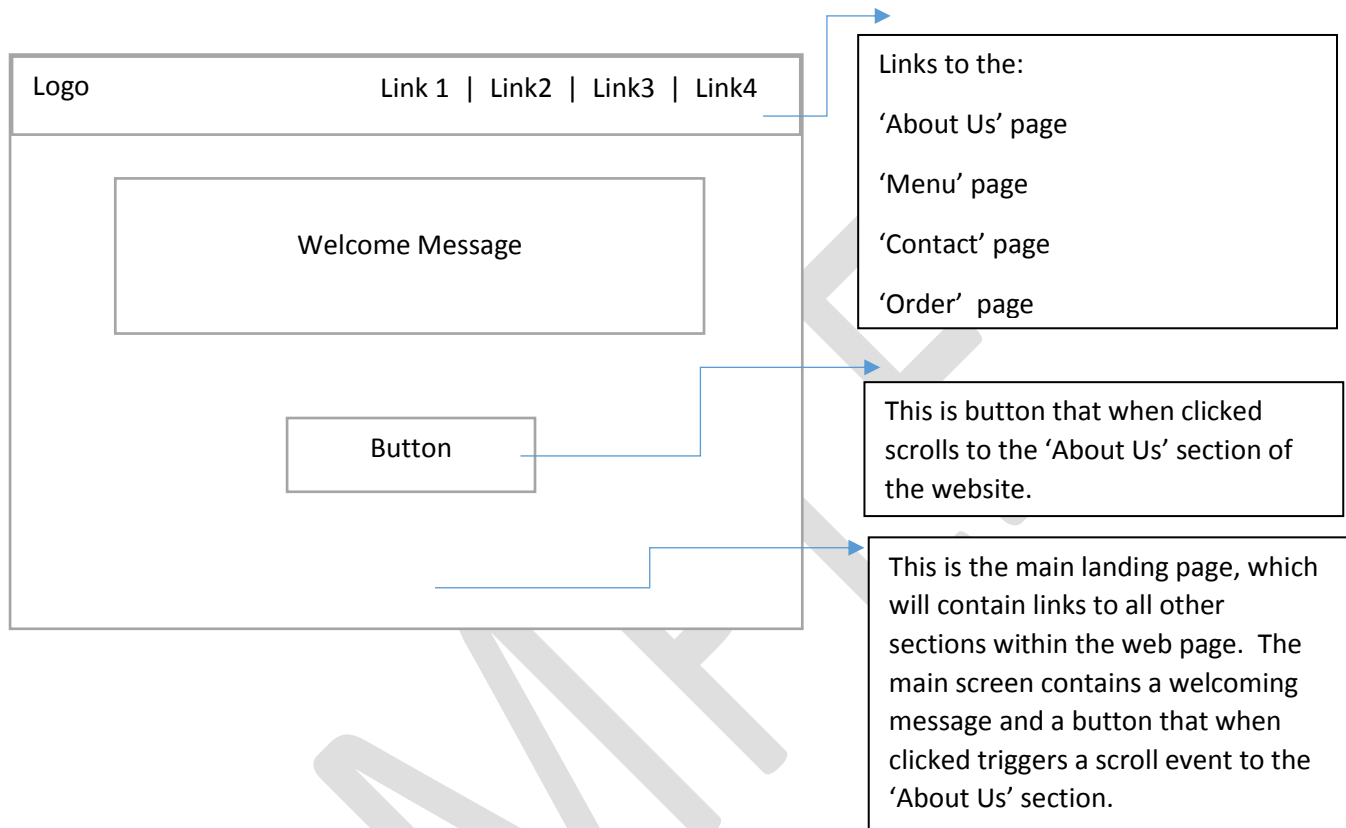 Logo
Link 1 | Link2 | Link3 | Link4
Welcome Message
Button
Links to the:
‘About Us’ page
‘Menu’ page
‘Contact’ page
‘Order’  page
This is button that when clicked
scrolls to the ‘About Us’ section of
the website.
This is the main landing page, which
will contain links to all other
sections within the web page.  The
main screen contains a welcoming
message and a button that when
clicked triggers a scroll event to the
‘About Us’ section.